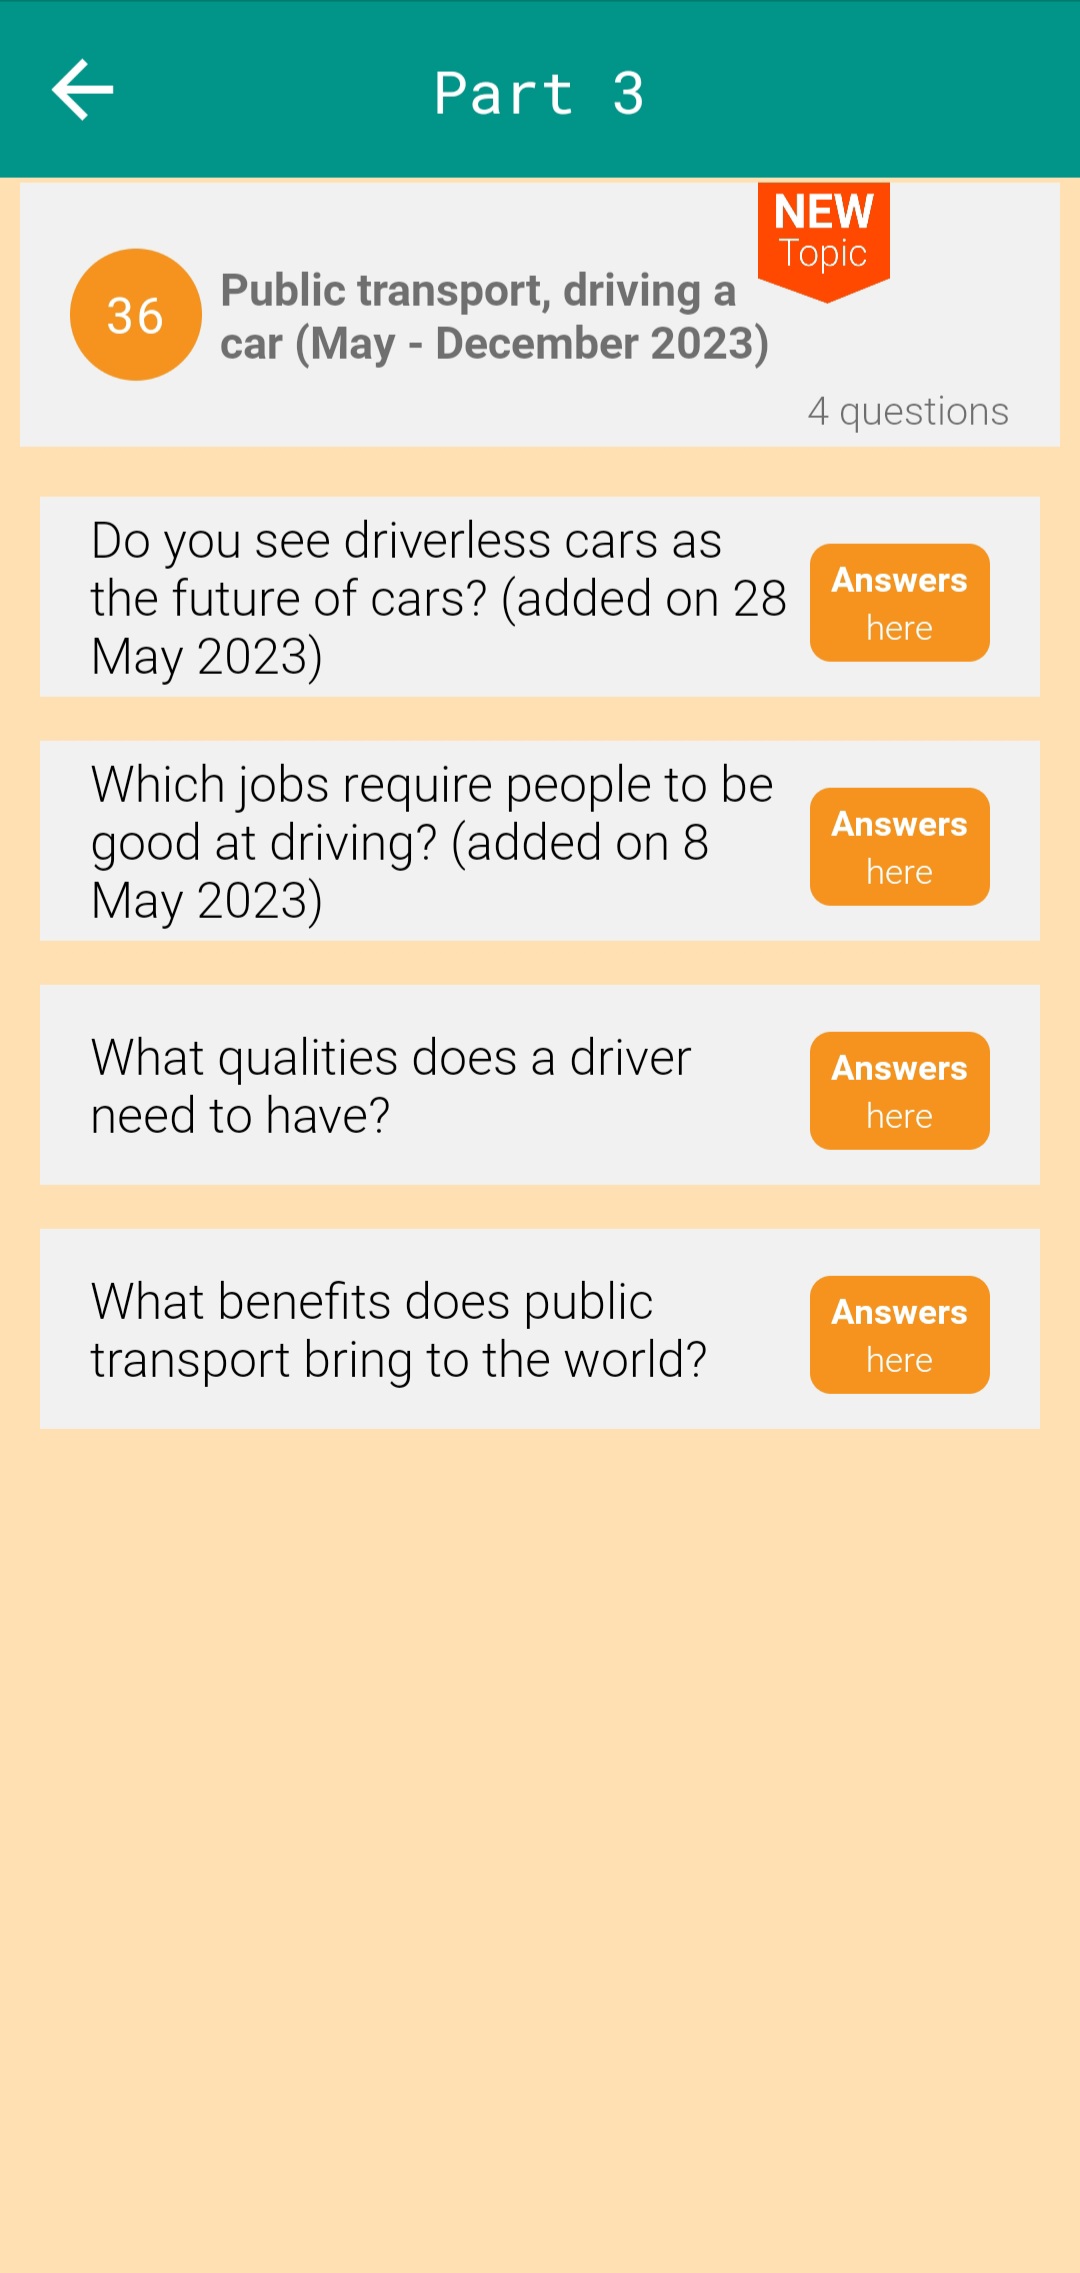 Part 3
NEW
Topic
36
Public transport, driving a
car (May - December 2023)
4 questions
Do you see driverless cars as
the future of cars? (added on 28
May 2023)
Answers
here
Which jobs require people to be
good at driving? (added on 8
May 2023)
Answers
here
What qualities does a driver
need to have?
Answers
here
What benefits does public
transport bring to the world?
Answers
here